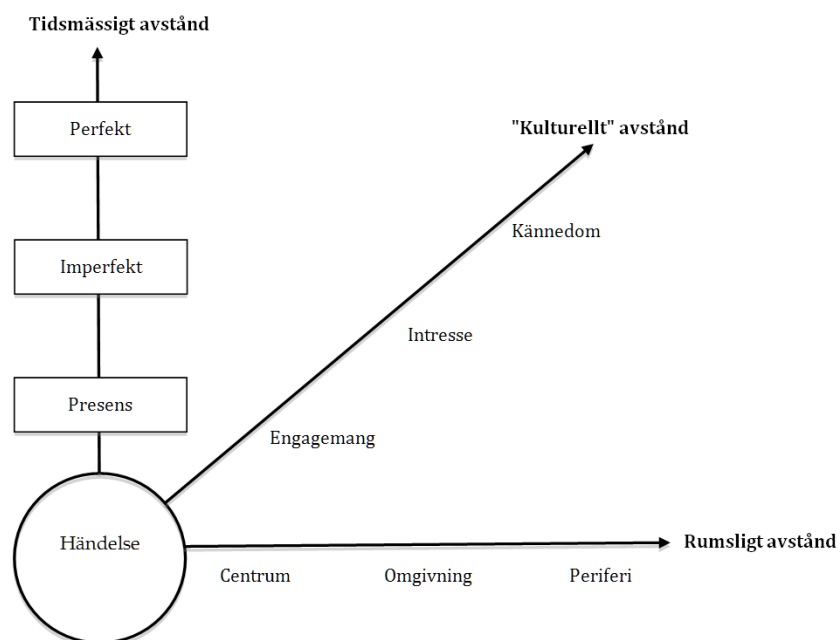 Tidsmässigt avstånd
Perfekt
"Kulturellt" avstånd
Kännedom
Imperfekt
Intresse
Presens
Engagemang
Händelse
Rumsligt avstånd
Centrum
Omgivning
Periferi